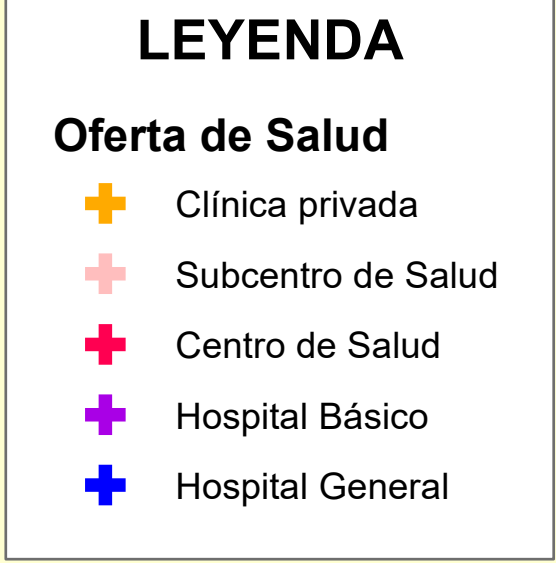 LEYENDA
Oferta de Salud
Clínica privada
Subcentro de Salud
Centro de Salud
Hospital Básico
Hospital General